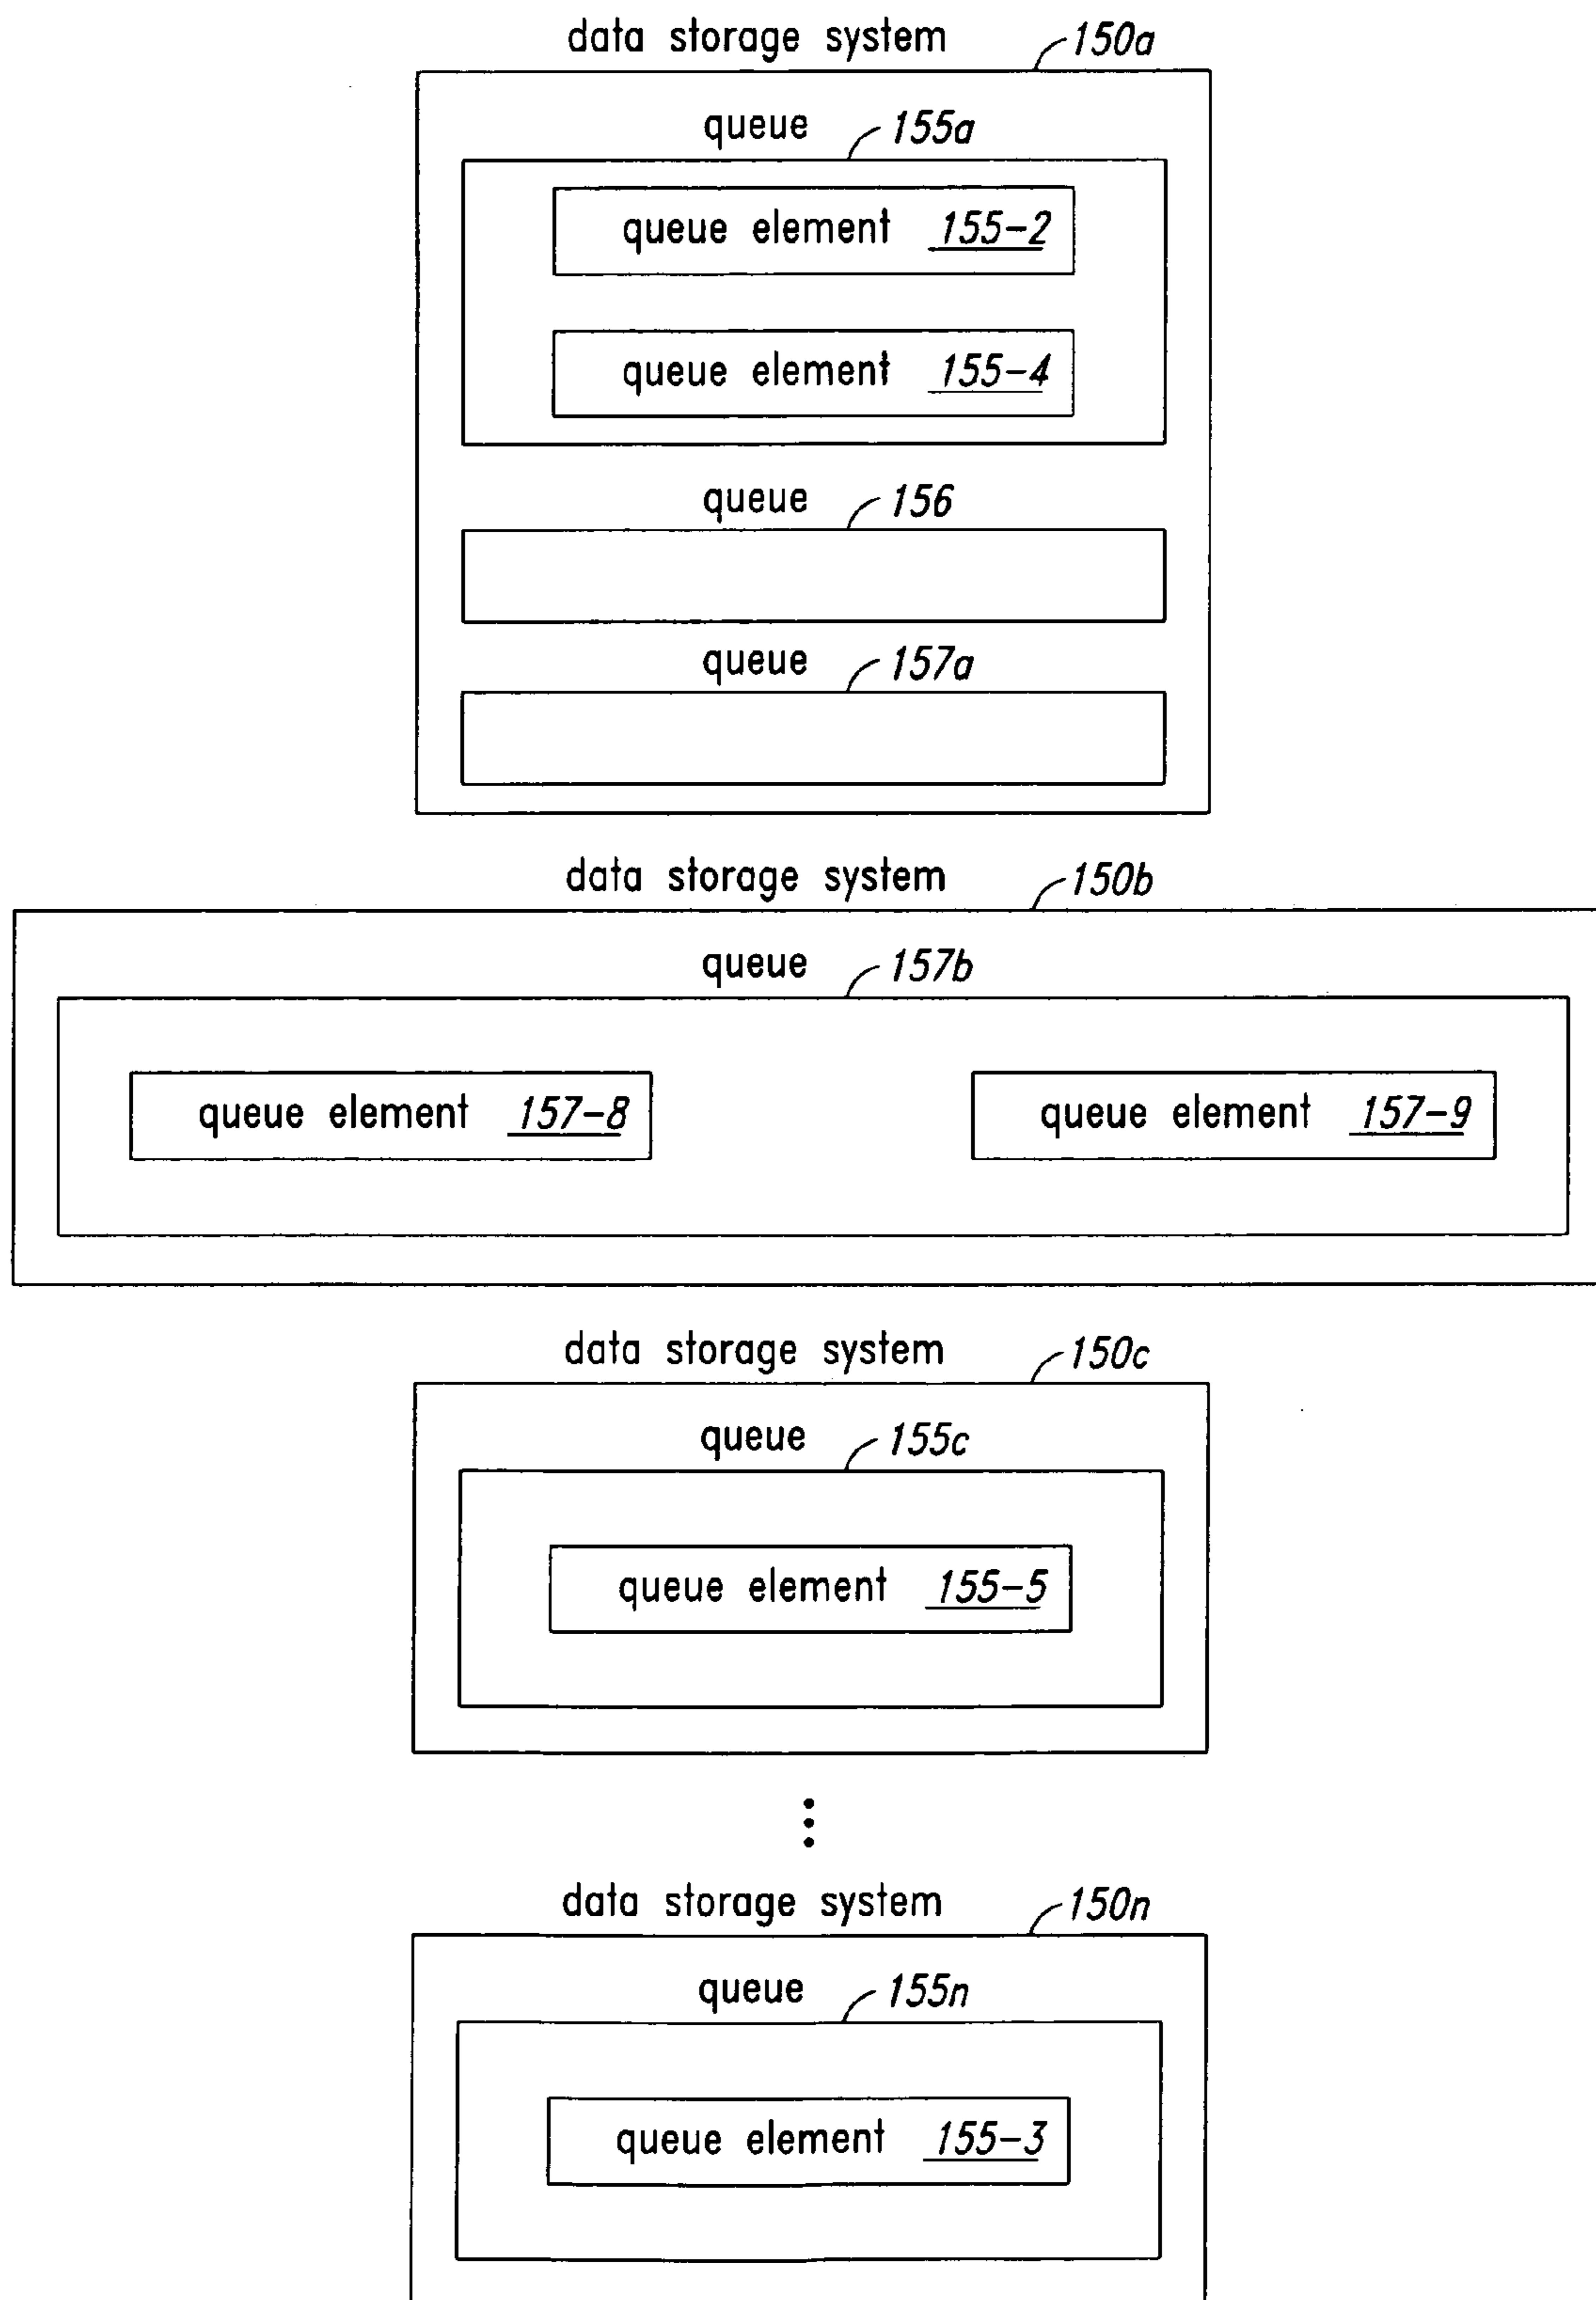 data storage system 150a
queue 155a
queue element 155-2
queue element 155-4
queue 156
queue 157a
data storage system 150b
queue 157b
queue element 157-8 queue element 157-9
data storage system 150c
queue 155c
queue element 155-5
data storage system 150n
queue 155n
queue element 155-3